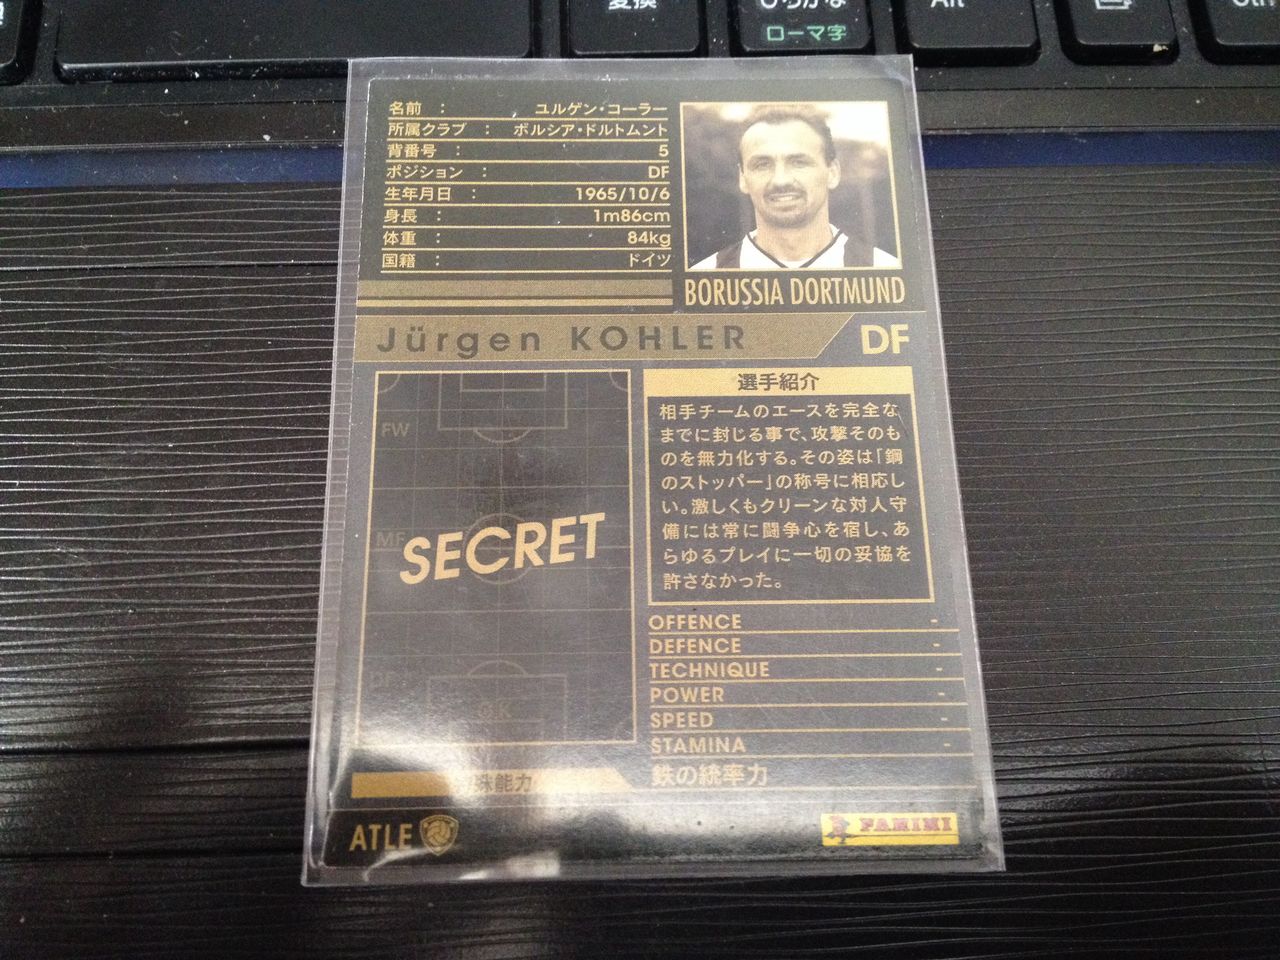 変換
ひらがな
ローマ字
Alt
Ctrl
名前 : ユルゲン・コーラー
所属クラブ : ボルシア・ドルトムント
背番号 : 5
ポジション : DF
生年月日 : 1965/10/6
身長 : 1m86cm
体重 : 84kg
国籍 : ドイツ
BORUSSIA DORTMUND
Jürgen KOHLER
DF
FW
MF
DF
GK
SECRET
選手紹介
相手チームのエースを完全な
までに封じる事で、攻撃そのも
のを無力化する。その姿は「鋼
のストッパー」の称号に相応し
い。激しくもクリーンな対人守
備には常に闘争心を宿し、あ
らゆるプレイに一切の妥協を
許さなかった。
OFFENCE -
DEFENCE -
TECHNIQUE
POWER -
SPEED -
STAMINA -
殊能力
鉄の統率力
ATLE
PANINI